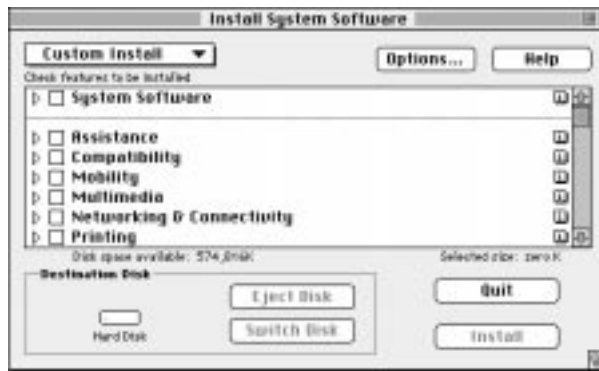 Install System Software
Custom Install
Options...
Help
Check features to be installed
System Software
Assistance
Compatibility
Mobility
Multimedia
Networking & Connectivity
Printing
Disk space available: 574,016K
Selected size: zero K
Destination Disk
Eject Disk
Quit
Hard Disk
Switch Disk
Install